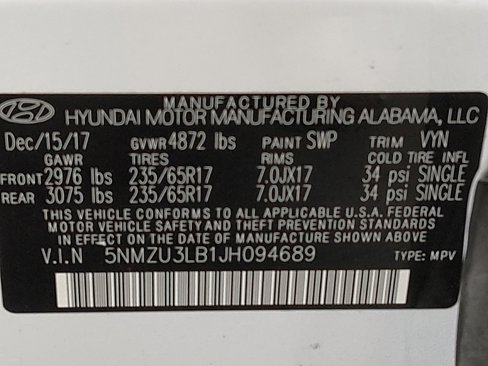 MANUFACTURED BY
HYUNDAI MOTOR MANUFACTURING ALABAMA, LLC
Dec/15/17 GVWR 4872 lbs PAINT SWP TRIM VYN
GAWR TIRES RIMS COLD TIRE INFL
FRONT 2976 lbs 235/65R17 7.0JX17 34 psi SINGLE
REAR 3075 lbs 235/65R17 7.0JX17 34 psi SINGLE
THIS VEHICLE CONFORMS TO ALL APPLICABLE U.S.A. FEDERAL
MOTOR VEHICLE SAFETY, BUMPER, AND THEFT PREVENTION
STANDARDS IN EFFECT ON THE DATE OF MANUFACTURE SHOWN ABOVE.
V.I.N 5NMZU3LB1JH094689 TYPE: MPV